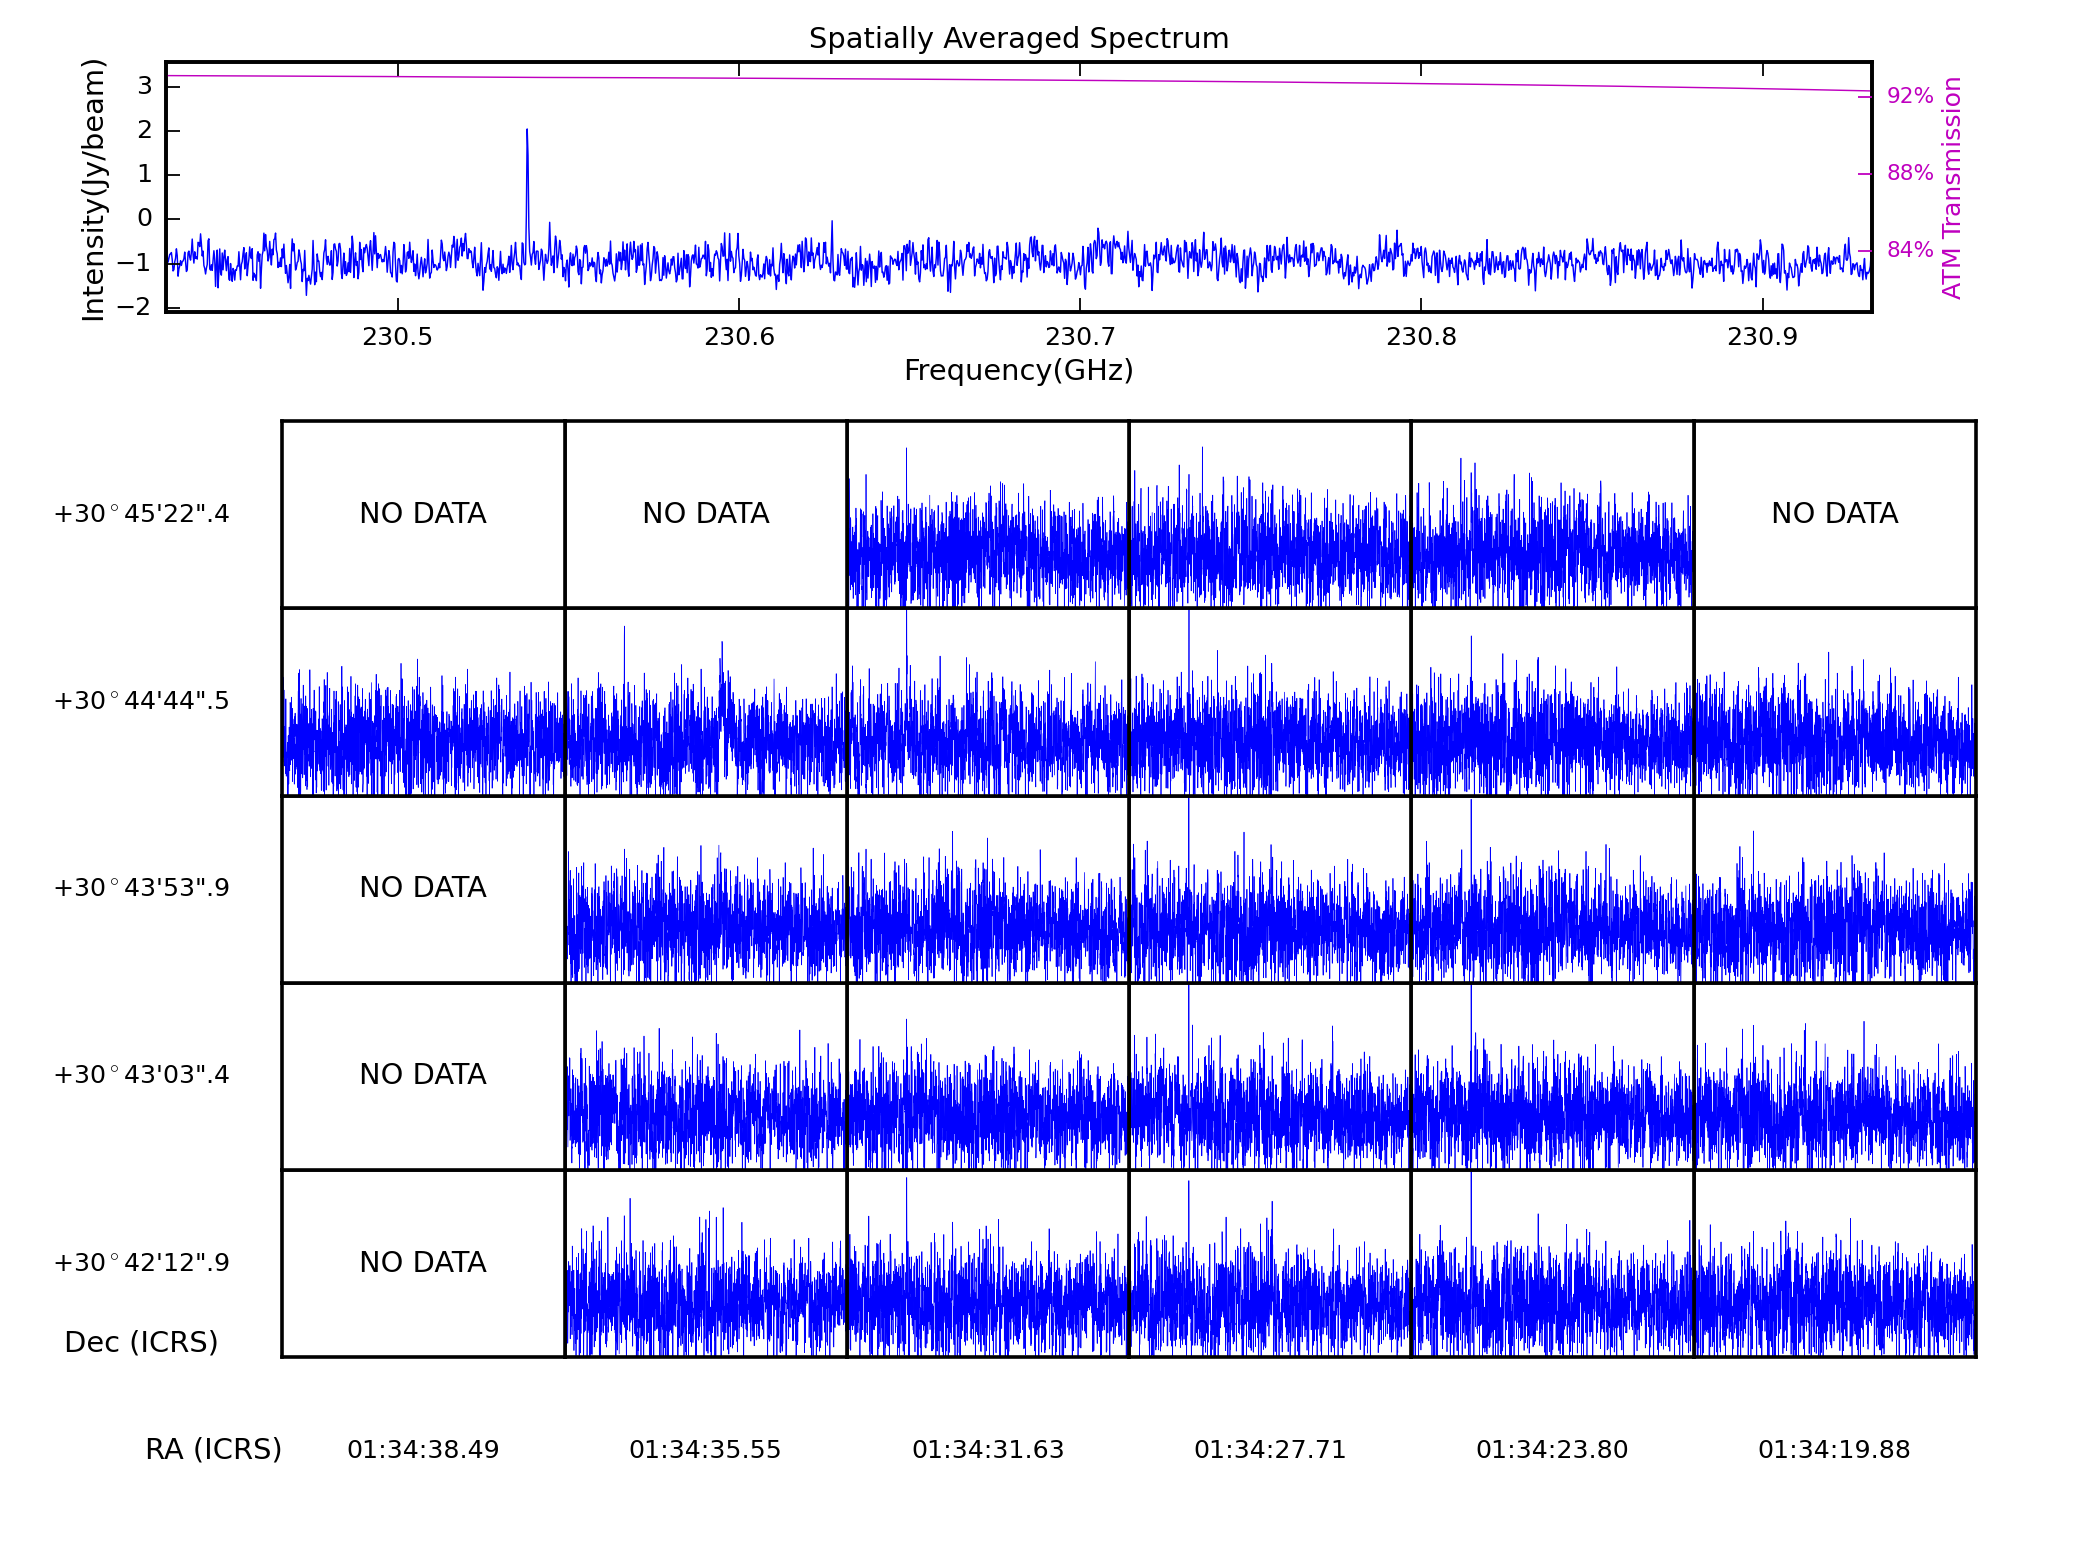 Spatially Averaged Spectrum
Intensity(Jy/beam)
3
2
1
0
−1
−2
92%
88%
84%
ATM Transmission
230.5 230.6 230.7 230.8 230.9
Frequency(GHz)
+30°45'22".4 NO DATA NO DATA NO DATA
+30°44'44".5
+30°43'53".9 NO DATA
+30°43'03".4 NO DATA
+30°42'12".9 NO DATA
Dec (ICRS)
RA (ICRS) 01:34:38.49 01:34:35.55 01:34:31.63 01:34:27.71 01:34:23.80 01:34:19.88